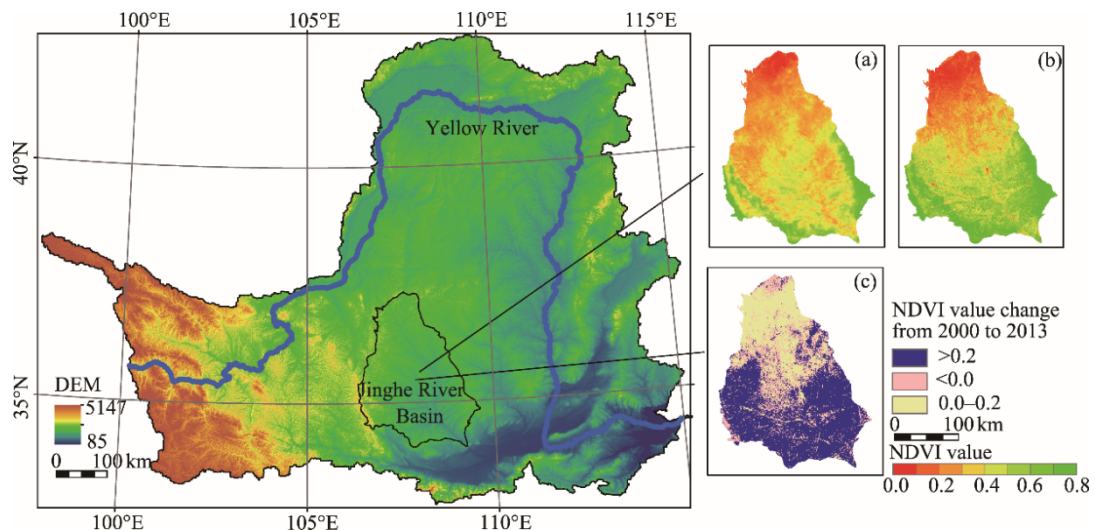 100°E 105°E 110°E 115°E
40°N
35°N
Yellow River
Jinghe River
Basin
DEM
5147
85
0 100 km
100°E 105°E 110°E
(a)
(b)
(c)
NDVI value change
from 2000 to 2013
>0.2
<0.0
0.0–0.2
0 100 km
NDVI value
0.0 0.2 0.4 0.6 0.8